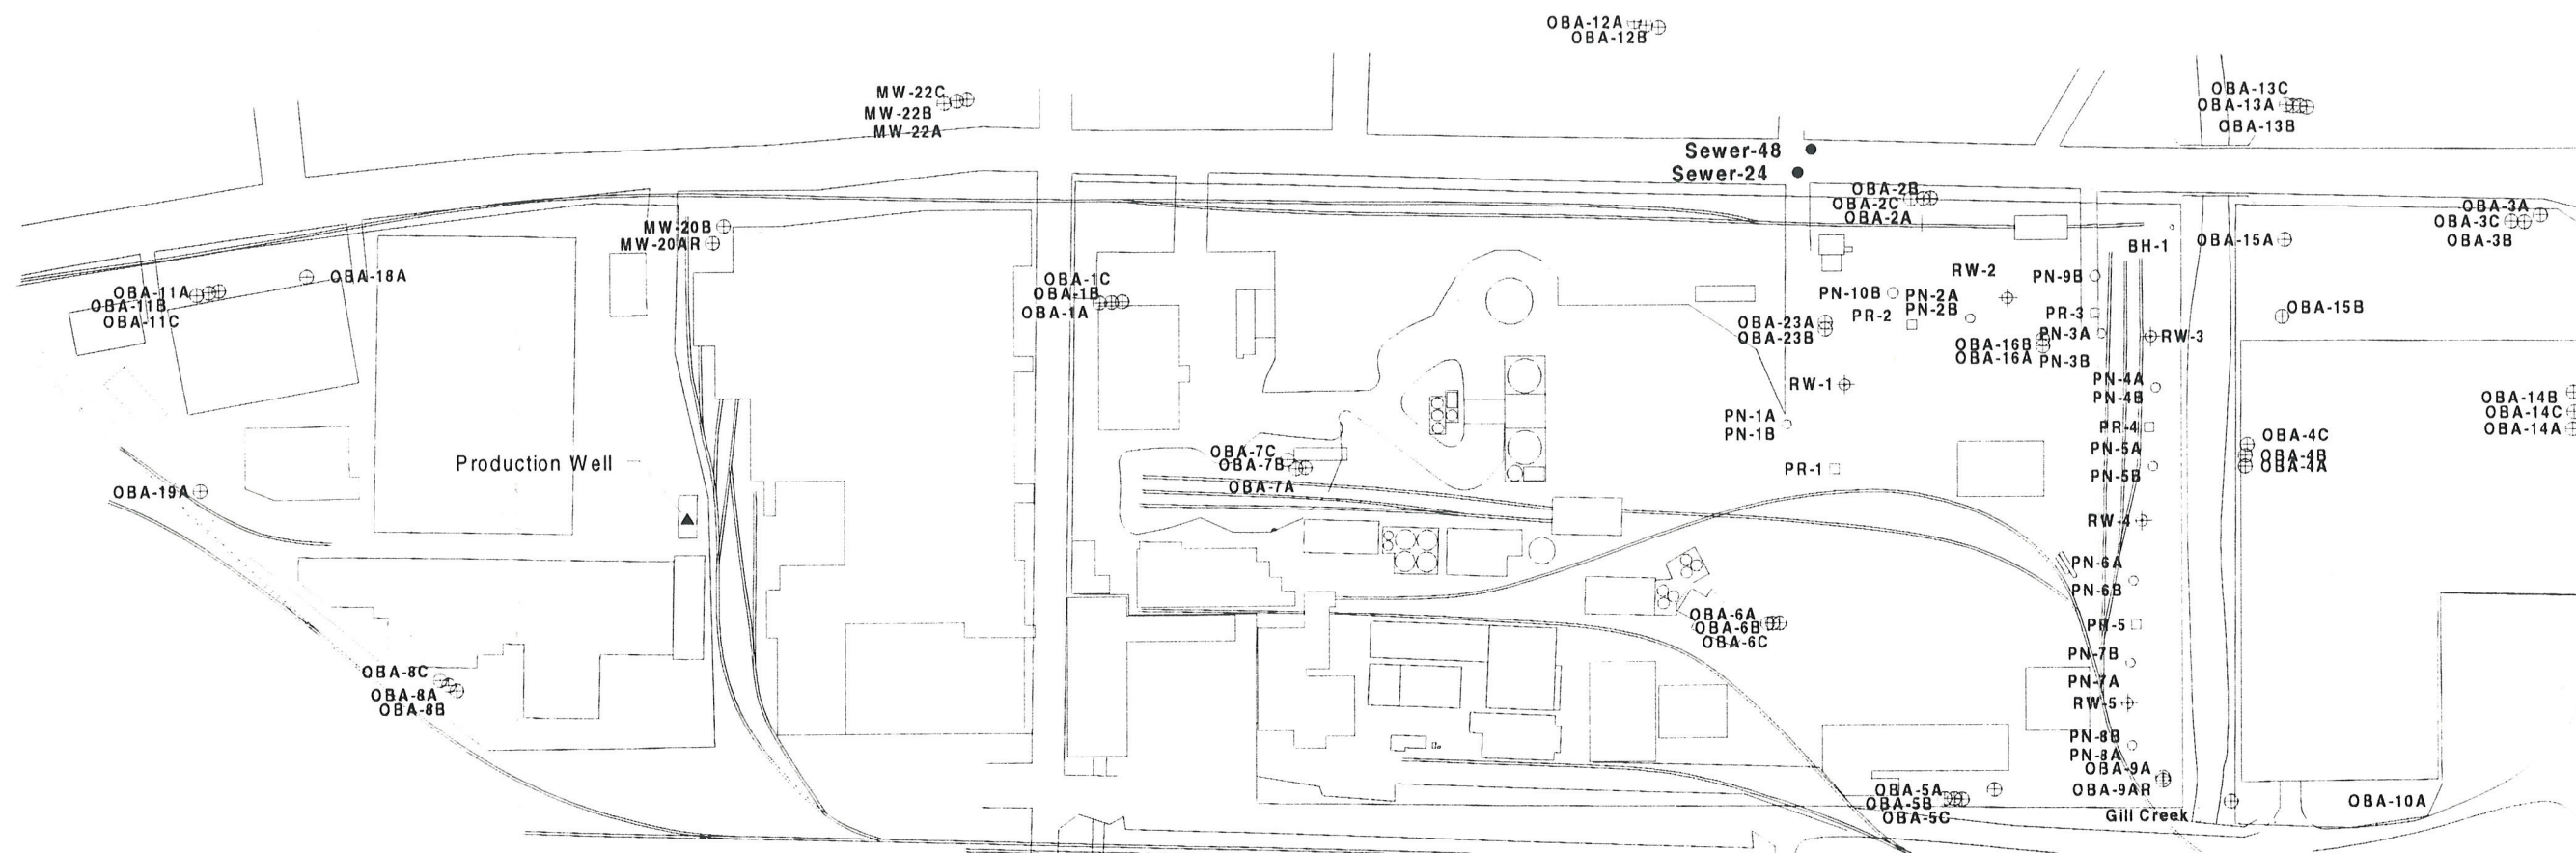 OBA-12A
OBA-12B
MW-22C
MW-22B
MW-22A
OBA-13C
OBA-13A
OBA-13B
Sewer-48
Sewer-24
OBA-2B
OBA-2C
OBA-2A
OBA-3A
OBA-3C
OBA-3B
MW-20B
MW-20AR
BH-1
OBA-15A
OBA-18A
OBA-11A
OBA-11B
OBA-11C
OBA-1C
OBA-1B
OBA-1A
RW-2
PN-9B
PN-10B
PN-2A
PN-2B
PR-2
PR-3
OBA-15B
OBA-23A
OBA-23B
PN-3A
RW-3
OBA-16B
OBA-16A
PN-3B
RW-1
PN-4A
PN-4B
OBA-14B
OBA-14C
OBA-14A
PN-1A
PN-1B
PR-4
OBA-4C
OBA-4B
OBA-4A
PN-5A
PN-5B
Production Well
OBA-7C
OBA-7B
OBA-7A
PR-1
OBA-19A
RW-4
PN-6A
PN-6B
OBA-6A
OBA-6B
OBA-6C
PR-5
PN-7B
PN-7A
OBA-8C
OBA-8A
OBA-8B
RW-5
PN-8B
PN-8A
OBA-9A
OBA-9AR
OBA-5A
OBA-5B
OBA-5C
OBA-10A
Gill Creek